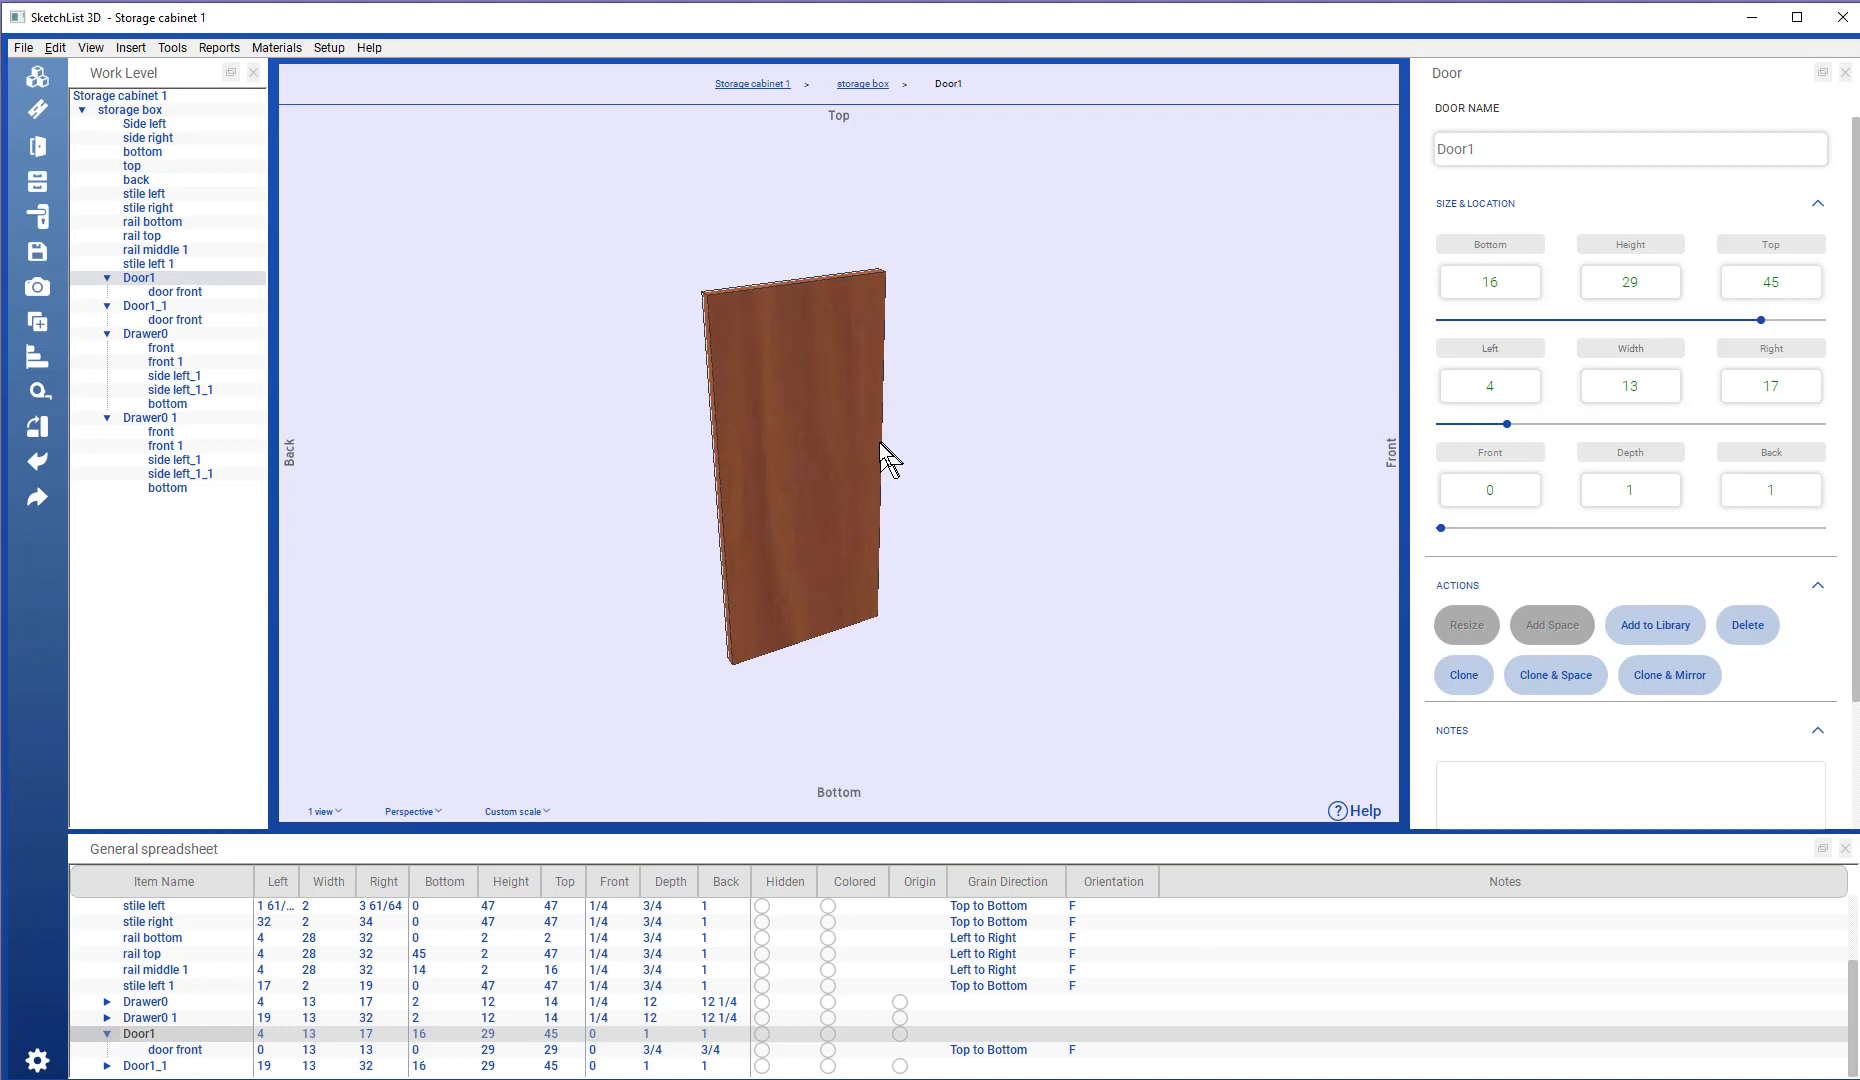 SketchList 3D - Storage cabinet 1
File Edit View Insert Tools Reports Materials Setup Help
Work Level
Storage cabinet 1
storage box
Side left
side right
bottom
top
back
stile left
stile right
rail bottom
rail top
rail middle 1
stile left 1
Door1
door front
Door1_1
door front
Drawer0
front
front 1
side left_1
side left_1_1
bottom
Drawer0 1
front
front 1
side left_1
side left_1_1
bottom
Storage cabinet 1 > storage box > Door1
Top
Back
Front
Bottom
1 view Perspective Custom scale
? Help
Door
DOOR NAME
Door1
SIZE & LOCATION
Bottom Height Top
16 29 45
Left Width Right
4 13 17
Front Depth Back
0 1 1
ACTIONS
Resize Add Space Add to Library Delete
Clone Clone & Space Clone & Mirror
NOTES
General spreadsheet
Item Name Left Width Right Bottom Height Top Front Depth Back Hidden Colored Origin Grain Direction Orientation Notes
stile left 1 61/... 2 3 61/64 0 47 47 1/4 3/4 1 Top to Bottom F
stile right 32 2 34 0 47 47 1/4 3/4 1 Top to Bottom F
rail bottom 4 28 32 0 2 2 1/4 3/4 1 Left to Right F
rail top 4 28 32 45 2 47 1/4 3/4 1 Left to Right F
rail middle 1 4 28 32 14 2 16 1/4 3/4 1 Left to Right F
stile left 1 17 2 19 0 47 47 1/4 3/4 1 Top to Bottom F
Drawer0 4 13 17 2 12 14 1/4 12 12 1/4
Drawer0 1 19 13 32 2 12 14 1/4 12 12 1/4
Door1 4 13 17 16 29 45 0 1 1
door front 0 13 13 0 29 29 0 3/4 3/4 Top to Bottom F
Door1_1 19 13 32 16 29 45 0 1 1